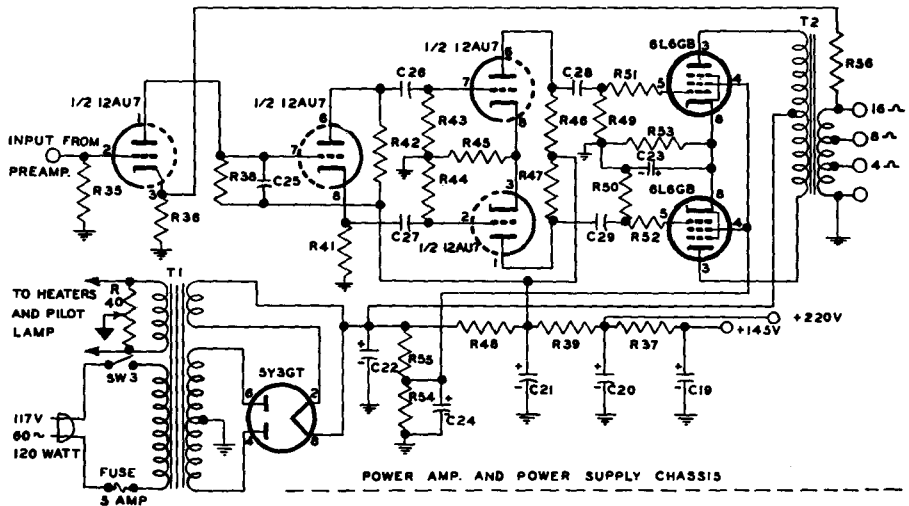 T2
6L6GB
3
R56
1/2 12AU7
6
C26
7
C28
R51
5
4
16 Ω
1/2 12AU7
1
1/2 12AU7
6
R43
8
R46
R49
8
8 Ω
INPUT FROM
PREAMP.
2
7
R42
R45
R53
4 Ω
3
R38
C25
R44
3
R47
C23
6L6GB
R35
R36
8
R50
8
2
5
4
R41
C27
1/2 12AU7
1
C29
R52
3
T1
TO HEATERS
AND PILOT
LAMP
R
40
+220V
+145V
R48
R39
R37
SW3
5Y3GT
C22
R55
6
2
R54
C21
C20
C19
C24
117V
60~
120 WATT
4
8
FUSE
5 AMP
POWER AMP. AND POWER SUPPLY CHASSIS